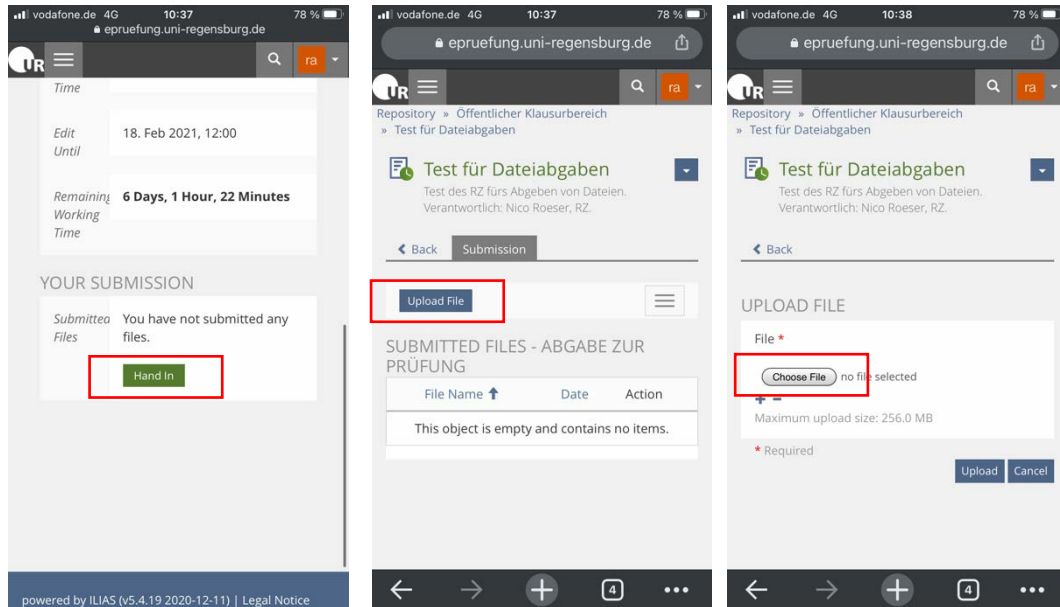 vodafone.de 4G 10:37 78 %
epruefung.uni-regensburg.de
UR ra
Time
Edit Until 18. Feb 2021, 12:00
Remaining Working Time 6 Days, 1 Hour, 22 Minutes
YOUR SUBMISSION
Submitted Files You have not submitted any files.
Hand In
powered by ILIAS (v5.4.19 2020-12-11) | Legal Notice
vodafone.de 4G 10:37 78 %
epruefung.uni-regensburg.de
UR ra
Repository » Öffentlicher Klausurbereich
» Test für Dateiabgaben
Test für Dateiabgaben
Test des RZ fürs Abgeben von Dateien.
Verantwortlich: Nico Roeser, RZ.
Back Submission
Upload File
SUBMITTED FILES - ABGABE ZUR
PRÜFUNG
File Name Date Action
This object is empty and contains no items.
4
vodafone.de 4G 10:38 78 %
epruefung.uni-regensburg.de
UR ra
Repository » Öffentlicher Klausurbereich
» Test für Dateiabgaben
Test für Dateiabgaben
Test des RZ fürs Abgeben von Dateien.
Verantwortlich: Nico Roeser, RZ.
Back
UPLOAD FILE
File *
Choose File no file selected
+ −
Maximum upload size: 256.0 MB
* Required
Upload Cancel
4